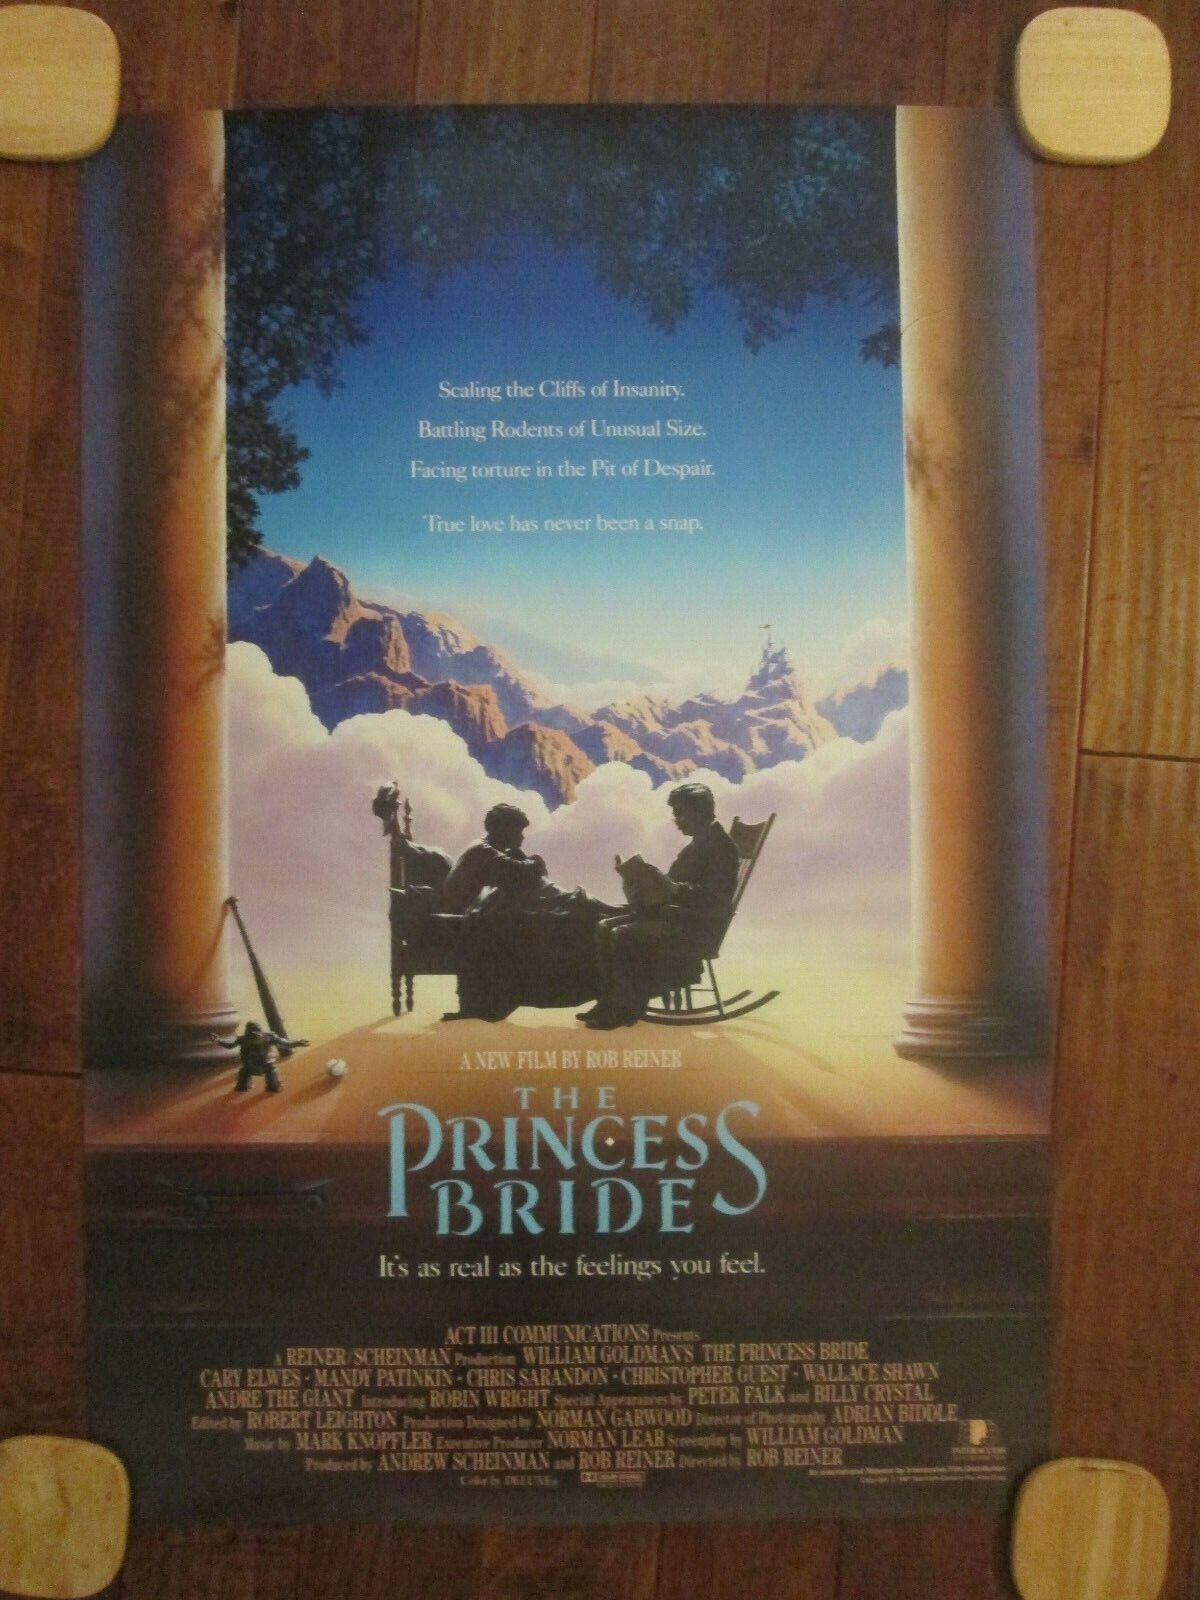 Scaling the Cliffs of Insanity.
Battling Rodents of Unusual Size.
Facing torture in the Pit of Despair.
True love has never been a snap.
A NEW FILM BY ROB REINER
THE
PRINCESS
BRIDE
It's as real as the feelings you feel.
ACT III COMMUNICATIONS Presents
A REINER/SCHEINMAN Production WILLIAM GOLDMAN'S THE PRINCESS BRIDE
CARY ELWES · MANDY PATINKIN · CHRIS SARANDON · CHRISTOPHER GUEST · WALLACE SHAWN
ANDRE THE GIANT Introducing ROBIN WRIGHT Special Appearances by PETER FALK and BILLY CRYSTAL
Edited by ROBERT LEIGHTON Production Designed by NORMAN GARWOOD Director of Photography ADRIAN BIDDLE
Music by MARK KNOPFLER Executive Producer NORMAN LEAR Screenplay by WILLIAM GOLDMAN
Produced by ANDREW SCHEINMAN and ROB REINER Directed by ROB REINER
Color by DELUXE